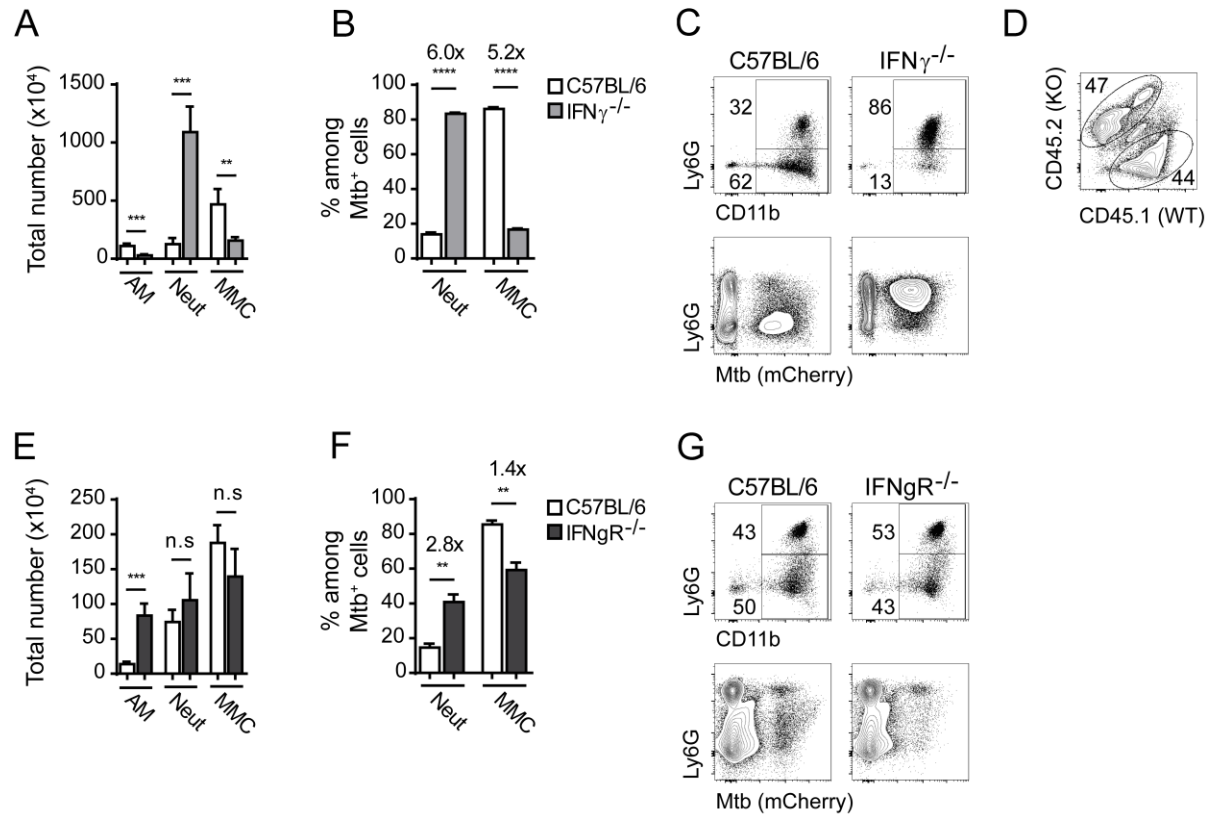 A
Total number (x10⁴)
1500
1000
500
0
***
***
**
AM
Neut
MMC
B
% among
Mtb⁺ cells
100
80
60
40
20
0
6.0x
5.2x
****
****
Neut
MMC
C57BL/6
IFNγ⁻/⁻
C
C57BL/6
IFNγ⁻/⁻
Ly6G
32
62
86
13
CD11b
Ly6G
Mtb (mCherry)
D
CD45.2 (KO)
47
44
CD45.1 (WT)
E
Total number (x10⁴)
250
200
150
100
50
0
***
n.s
n.s
AM
Neut
MMC
F
% among
Mtb⁺ cells
100
80
60
40
20
0
2.8x
**
1.4x
**
Neut
MMC
C57BL/6
IFNgR⁻/⁻
G
C57BL/6
IFNgR⁻/⁻
Ly6G
43
50
53
43
CD11b
Ly6G
Mtb (mCherry)